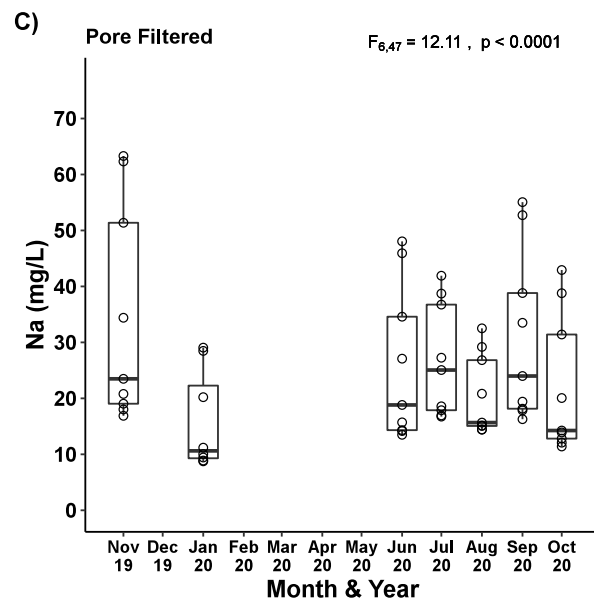 C)
Pore Filtered
F6,47 = 12.11 , p < 0.0001
Na (mg/L)
70
60
50
40
30
20
10
0
Nov Dec Jan Feb Mar Apr May Jun Jul Aug Sep Oct
19 19 20 20 20 20 20 20 20 20 20 20
Month & Year